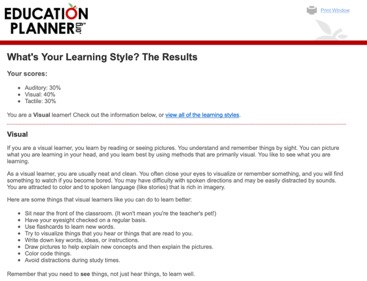 EDUCATION
PLANNER.org
Print Window
What's Your Learning Style? The Results
Your scores:
• Auditory: 30%
• Visual: 40%
• Tactile: 30%
You are a Visual learner! Check out the information below, or view all of the learning styles.
Visual
If you are a visual learner, you learn by reading or seeing pictures. You understand and remember things by sight. You can picture
what you are learning in your head, and you learn best by using methods that are primarily visual. You like to see what you are
learning.
As a visual learner, you are usually neat and clean. You often close your eyes to visualize or remember something, and you will find
something to watch if you become bored. You may have difficulty with spoken directions and may be easily distracted by sounds.
You are attracted to color and to spoken language (like stories) that is rich in imagery.
Here are some things that visual learners like you can do to learn better:
• Sit near the front of the classroom. (It won't mean you're the teacher's pet!)
• Have your eyesight checked on a regular basis.
• Use flashcards to learn new words.
• Try to visualize things that you hear or things that are read to you.
• Write down key words, ideas, or instructions.
• Draw pictures to help explain new concepts and then explain the pictures.
• Color code things.
• Avoid distractions during study times.
Remember that you need to see things, not just hear things, to learn well.